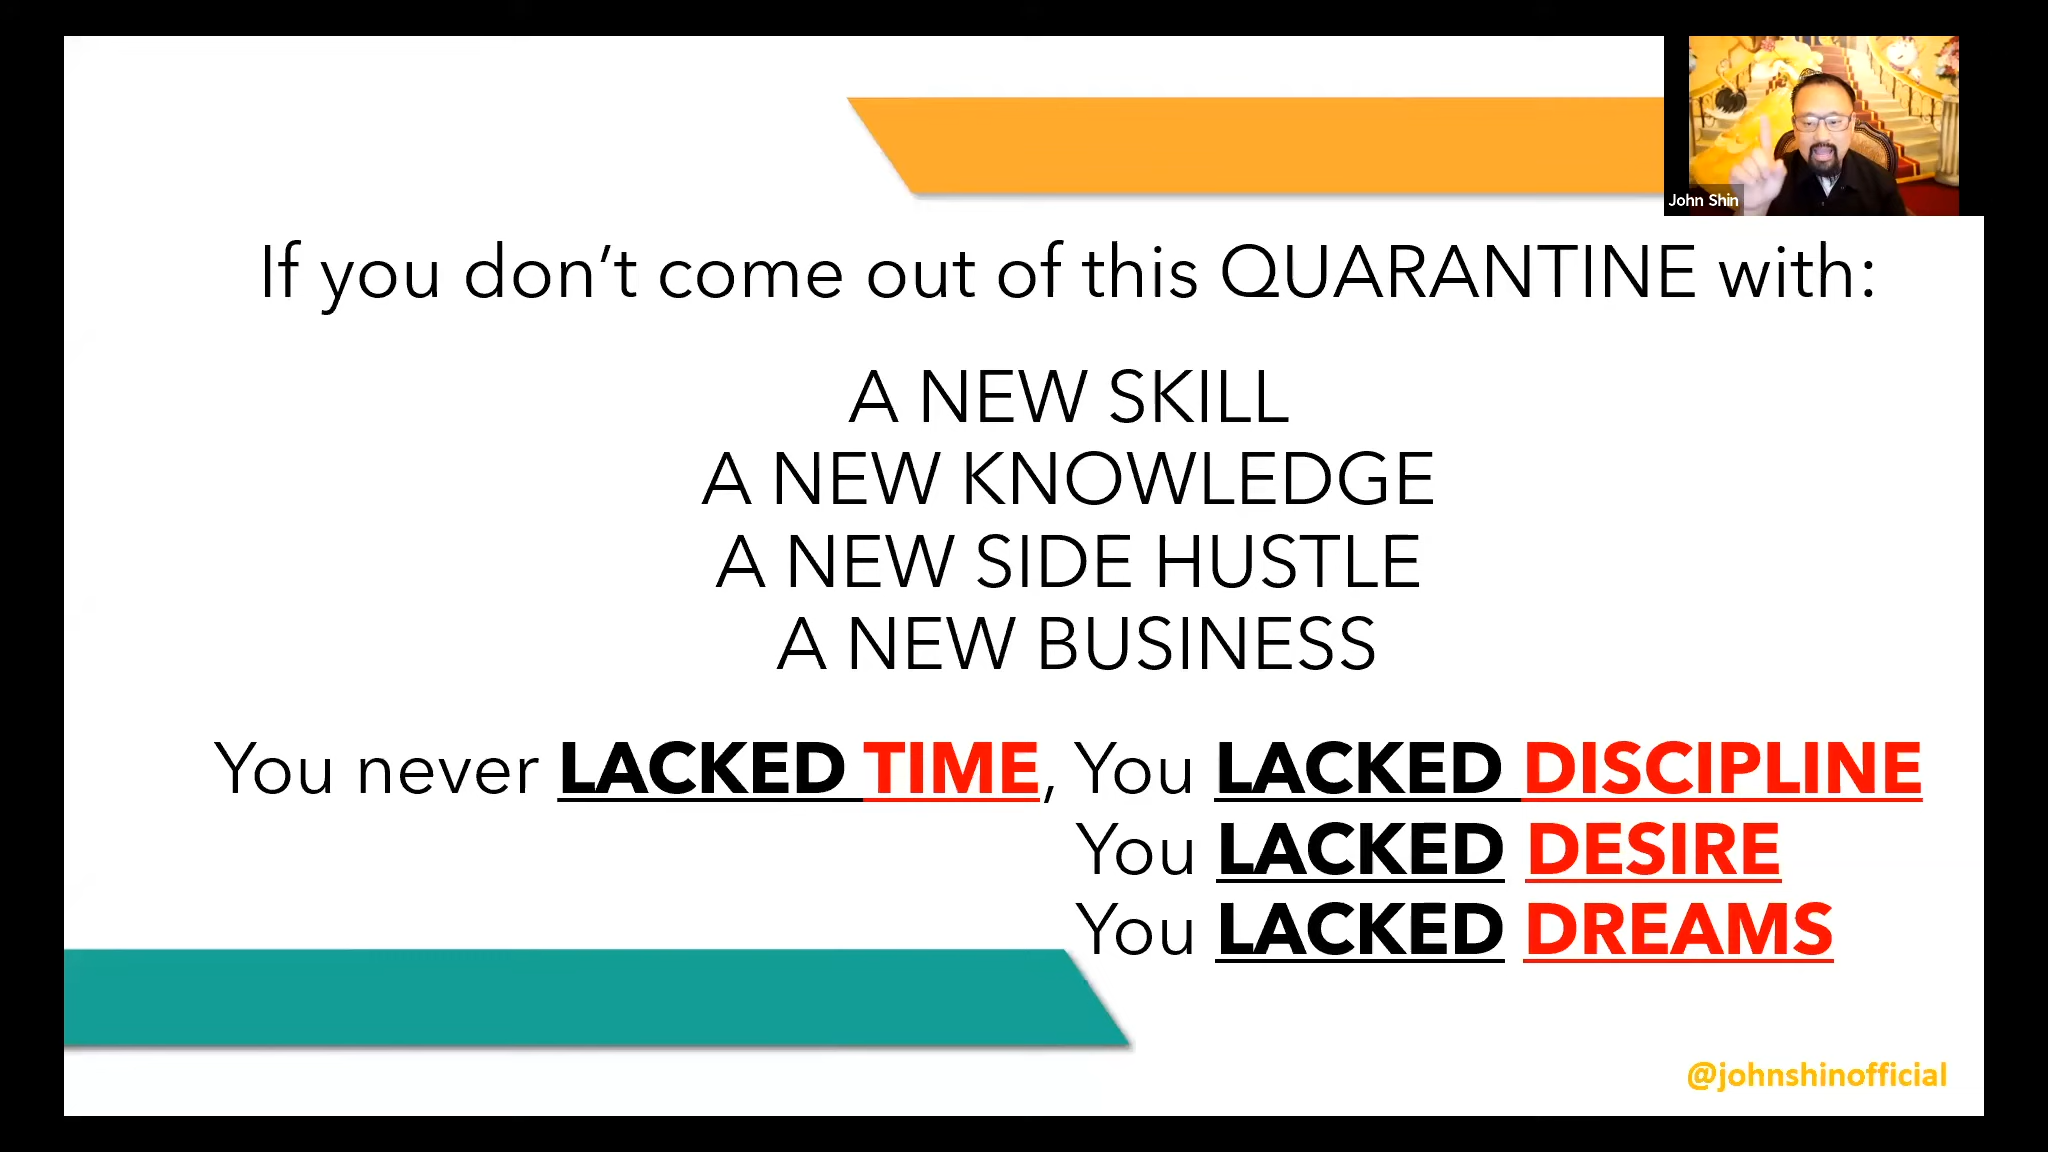 John Shin
If you don’t come out of this QUARANTINE with:
A NEW SKILL
A NEW KNOWLEDGE
A NEW SIDE HUSTLE
A NEW BUSINESS
You never LACKED TIME, You LACKED DISCIPLINE
You LACKED DESIRE
You LACKED DREAMS
@johnshinofficial